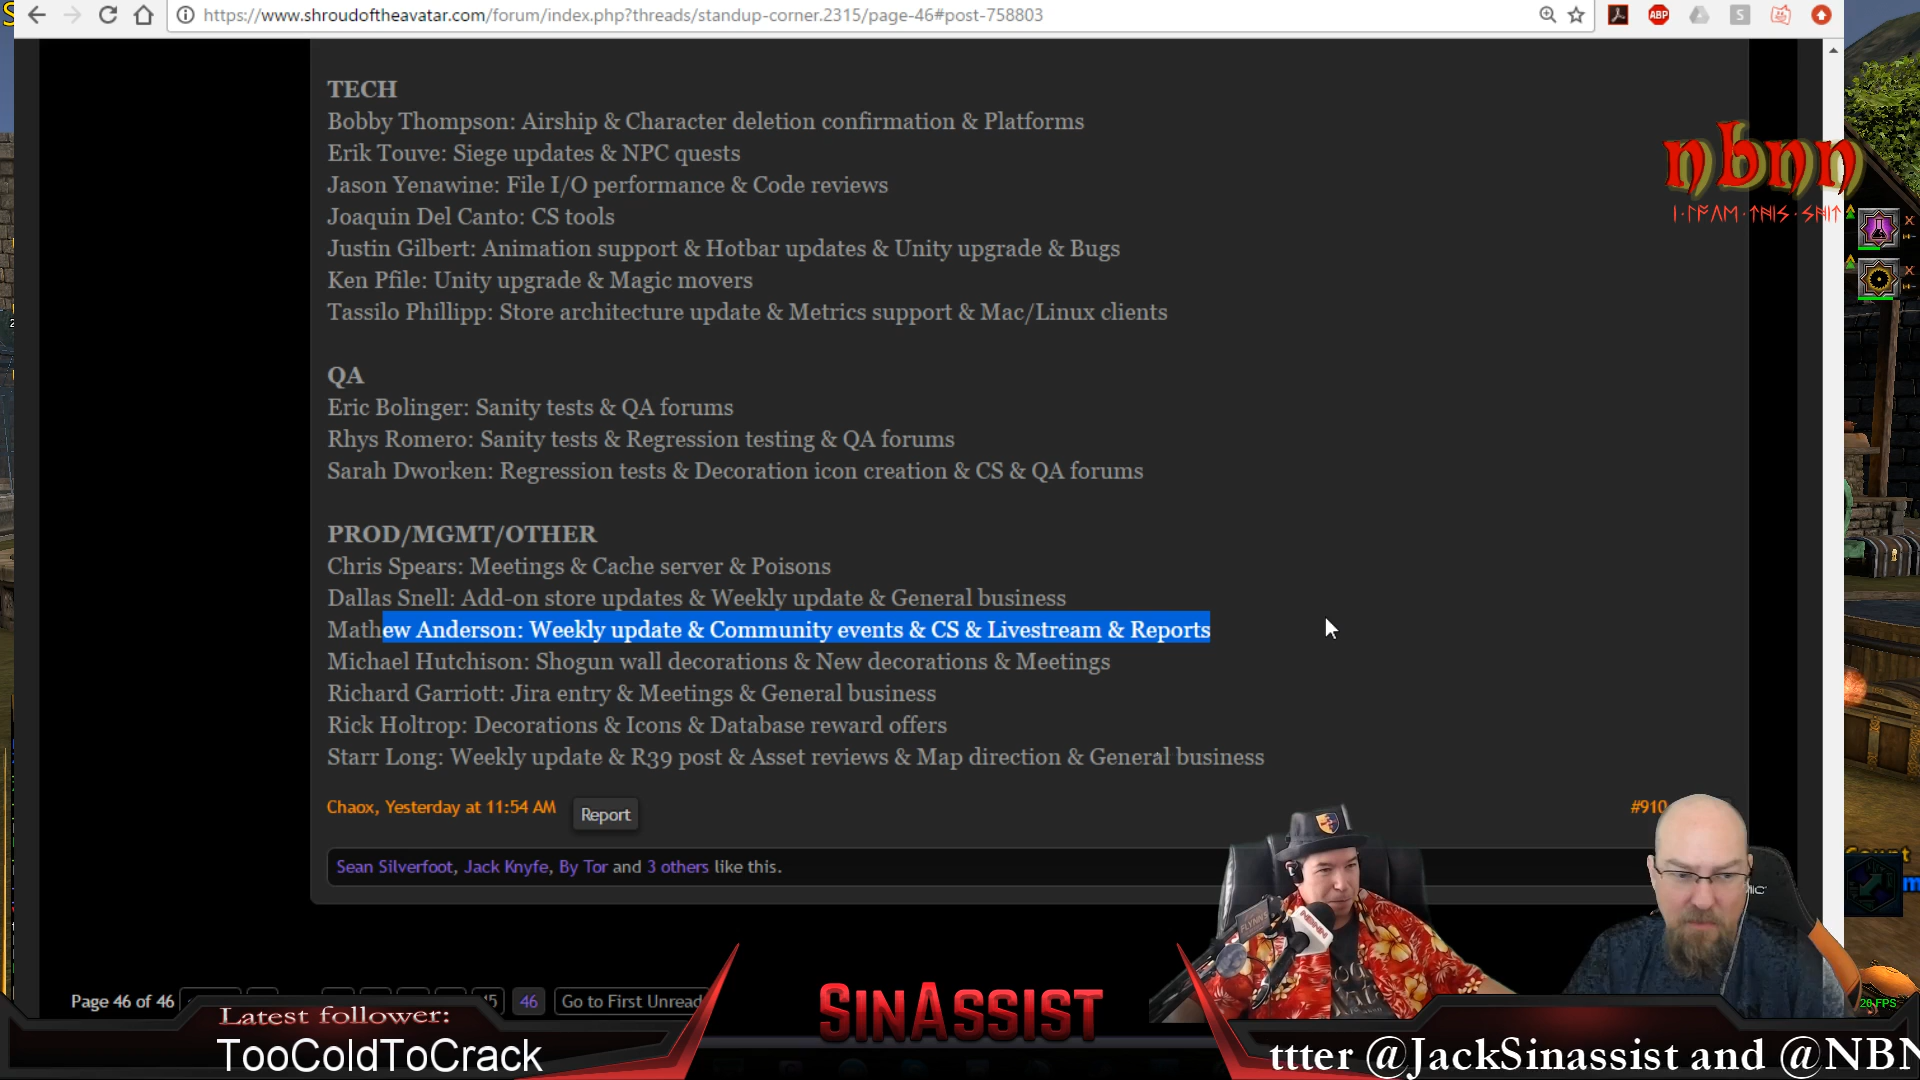 https://www.shroudoftheavatar.com/forum/index.php?threads/standup-corner.2315/page-46#post-758803
TECH
Bobby Thompson: Airship & Character deletion confirmation & Platforms
Erik Touve: Siege updates & NPC quests
Jason Yenawine: File I/O performance & Code reviews
Joaquin Del Canto: CS tools
Justin Gilbert: Animation support & Hotbar updates & Unity upgrade & Bugs
Ken Pfile: Unity upgrade & Magic movers
Tassilo Phillipp: Store architecture update & Metrics support & Mac/Linux clients
QA
Eric Bolinger: Sanity tests & QA forums
Rhys Romero: Sanity tests & Regression testing & QA forums
Sarah Dworken: Regression tests & Decoration icon creation & CS & QA forums
PROD/MGMT/OTHER
Chris Spears: Meetings & Cache server & Poisons
Dallas Snell: Add-on store updates & Weekly update & General business
Mathew Anderson: Weekly update & Community events & CS & Livestream & Reports
Michael Hutchison: Shogun wall decorations & New decorations & Meetings
Richard Garriott: Jira entry & Meetings & General business
Rick Holtrop: Decorations & Icons & Database reward offers
Starr Long: Weekly update & R39 post & Asset reviews & Map direction & General business
Chaox, Yesterday at 11:54 AM
Report
#910
Sean Silverfoot, Jack Knyfe, By Tor and 3 others like this.
Page 46 of 46
46
Go to First Unread
nbnn
ABP
Latest follower:
TooColdToCrack
SINASSIST
ttter @JackSinassist and @NBN
20 FPS